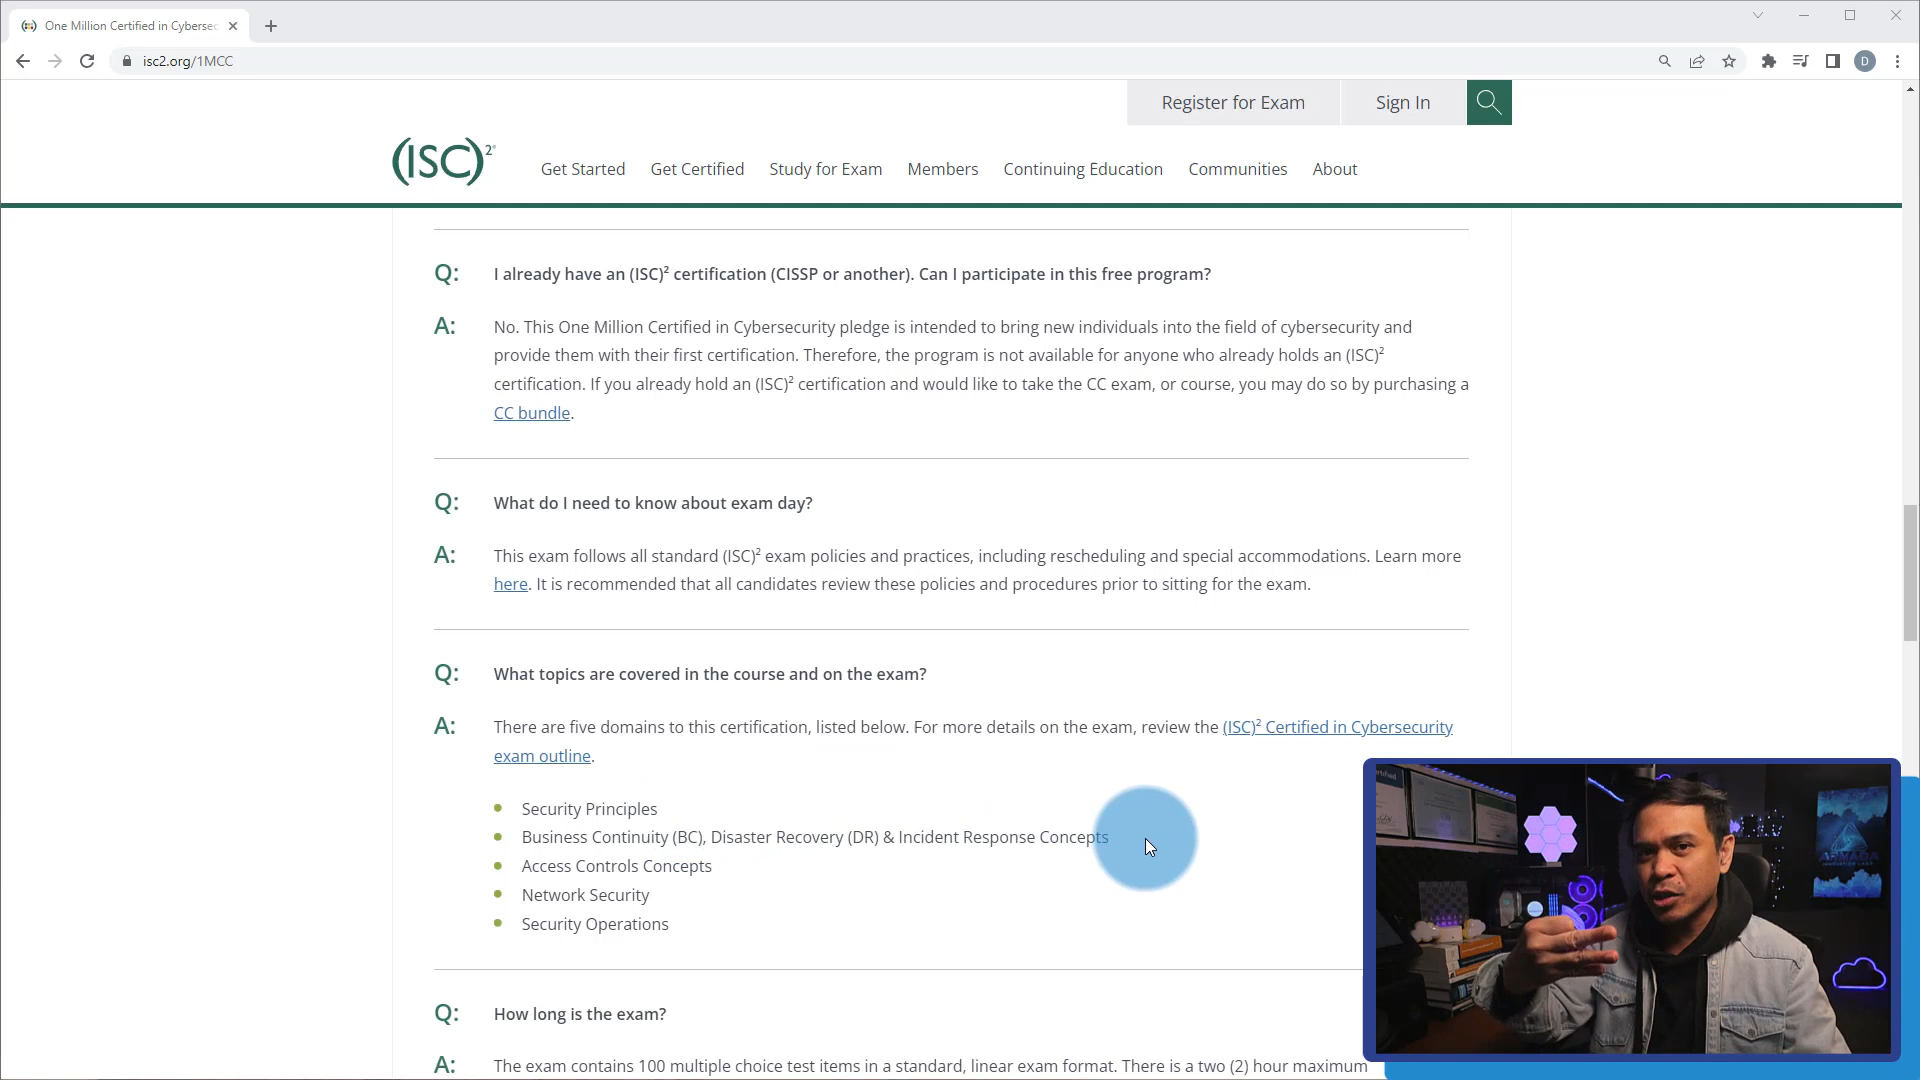 One Million Certified in Cybersec
isc2.org/1MCC
D
Register for Exam
Sign In
(ISC)²®
Get Started
Get Certified
Study for Exam
Members
Continuing Education
Communities
About
Q: I already have an (ISC)² certification (CISSP or another). Can I participate in this free program?
A: No. This One Million Certified in Cybersecurity pledge is intended to bring new individuals into the field of cybersecurity and
provide them with their first certification. Therefore, the program is not available for anyone who already holds an (ISC)²
certification. If you already hold an (ISC)² certification and would like to take the CC exam, or course, you may do so by purchasing a
CC bundle.
Q: What do I need to know about exam day?
A: This exam follows all standard (ISC)² exam policies and practices, including rescheduling and special accommodations. Learn more
here. It is recommended that all candidates review these policies and procedures prior to sitting for the exam.
Q: What topics are covered in the course and on the exam?
A: There are five domains to this certification, listed below. For more details on the exam, review the (ISC)² Certified in Cybersecurity
exam outline.
Security Principles
Business Continuity (BC), Disaster Recovery (DR) & Incident Response Concepts
Access Controls Concepts
Network Security
Security Operations
Q: How long is the exam?
A: The exam contains 100 multiple choice test items in a standard, linear exam format. There is a two (2) hour maximum